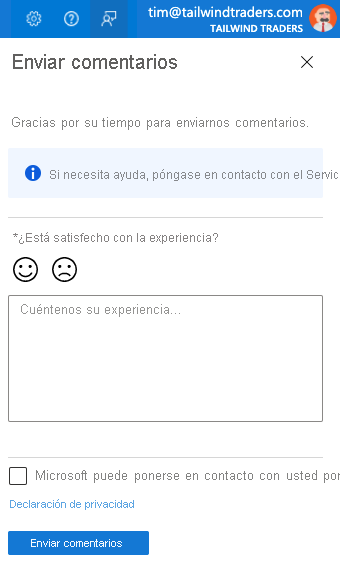 tim@tailwindtraders.com
TAILWIND TRADERS
Enviar comentarios
Gracias por su tiempo para enviarnos comentarios.
Si necesita ayuda, póngase en contacto con el Servic
*¿Está satisfecho con la experiencia?
Cuéntenos su experiencia...
Microsoft puede ponerse en contacto con usted por
Declaración de privacidad
Enviar comentarios